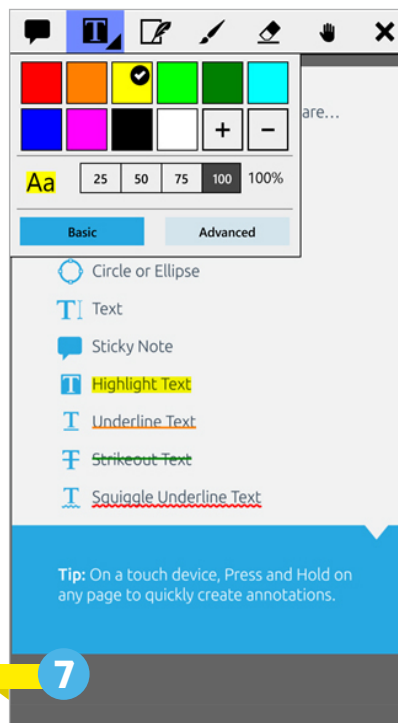 T
are...
+ −
Aa 25 50 75 100 100%
Basic Advanced
Circle or Ellipse
T Text
Sticky Note
T Highlight Text
T Underline Text
T Strikeout Text
T Squiggle Underline Text
Tip: On a touch device, Press and Hold on
any page to quickly create annotations.
7